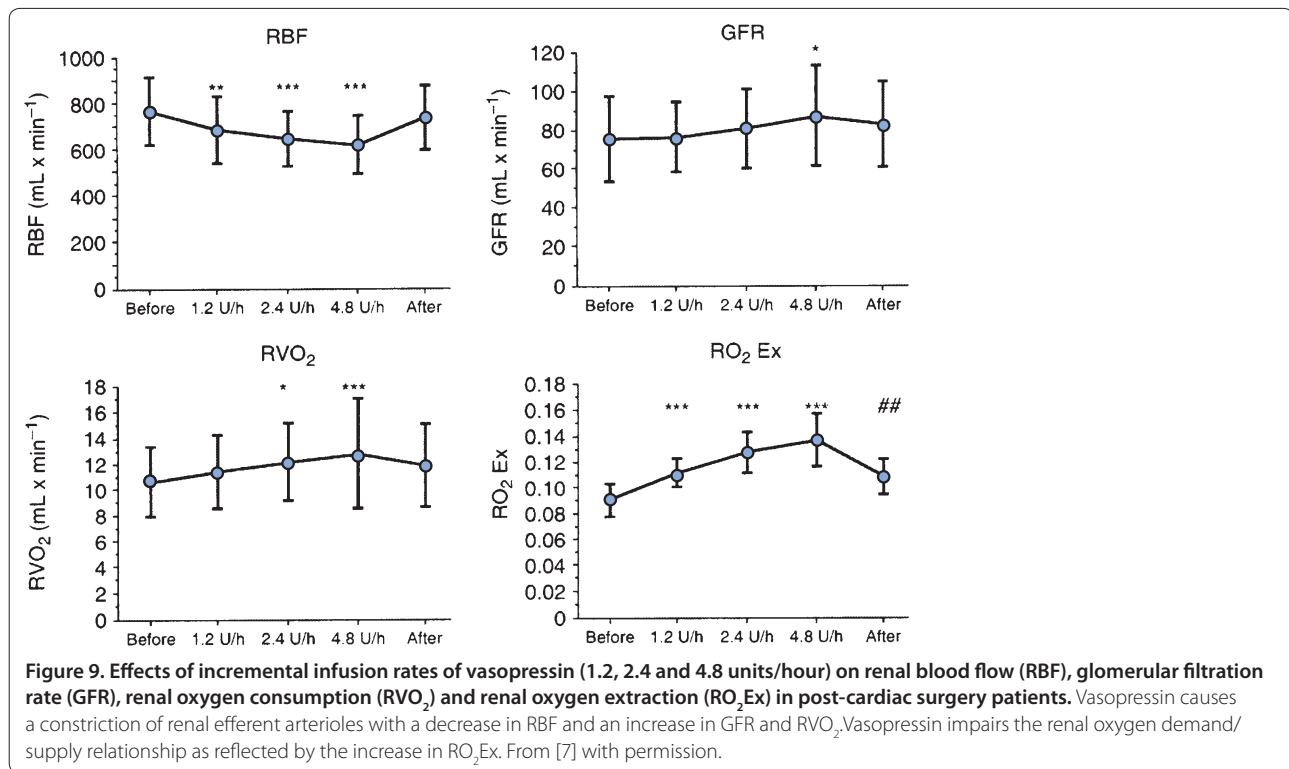 RBF
RBF (mL x min⁻¹)
1000
800
600
400
200
0
** *** ***
Before 1.2 U/h 2.4 U/h 4.8 U/h After
GFR
GFR (mL x min⁻¹)
120
100
80
60
40
20
0
*
Before 1.2 U/h 2.4 U/h 4.8 U/h After
RVO₂
RVO₂ (mL x min⁻¹)
18
16
14
12
10
8
6
4
2
0
* ***
Before 1.2 U/h 2.4 U/h 4.8 U/h After
RO₂ Ex
RO₂ Ex
0.18
0.16
0.14
0.12
0.10
0.08
0.06
0.04
0.02
0
*** *** *** ##
Before 1.2 U/h 2.4 U/h 4.8 U/h After
Figure 9. Effects of incremental infusion rates of vasopressin (1.2, 2.4 and 4.8 units/hour) on renal blood flow (RBF), glomerular filtration
rate (GFR), renal oxygen consumption (RVO₂) and renal oxygen extraction (RO₂Ex) in post-cardiac surgery patients. Vasopressin causes
a constriction of renal efferent arterioles with a decrease in RBF and an increase in GFR and RVO₂.Vasopressin impairs the renal oxygen demand/
supply relationship as reflected by the increase in RO₂Ex. From [7] with permission.